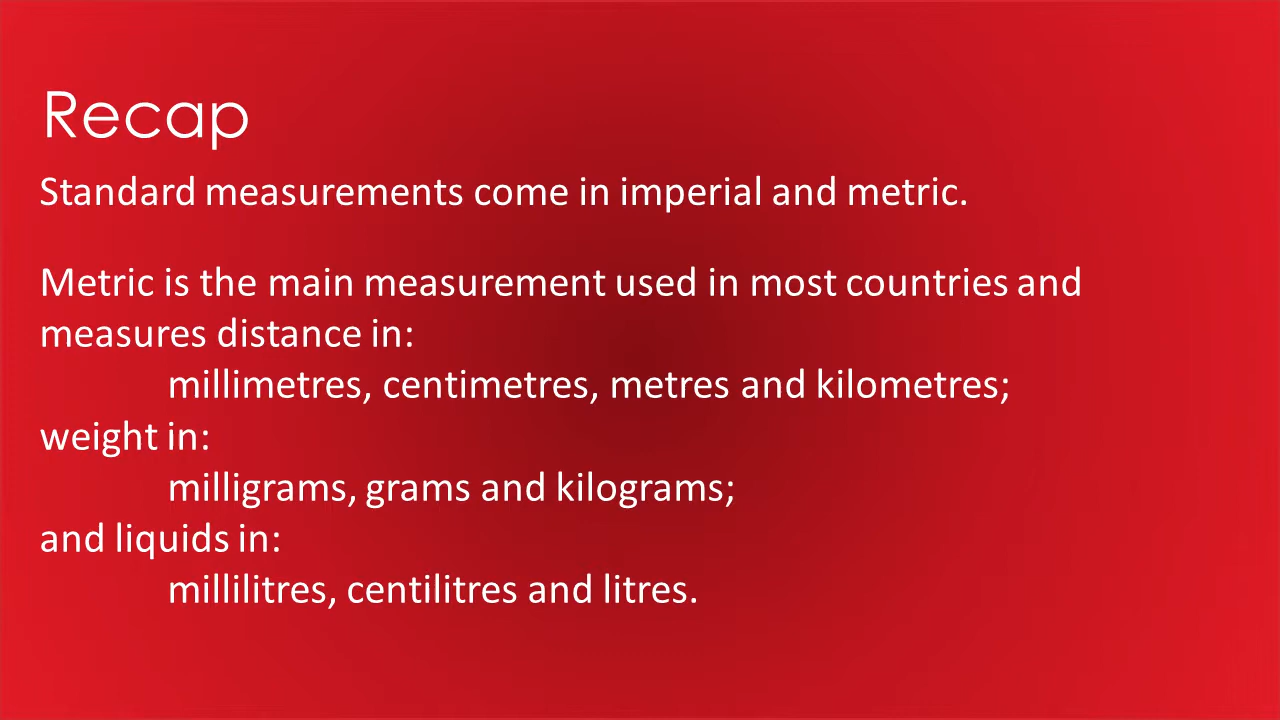 Recap
Standard measurements come in imperial and metric.
Metric is the main measurement used in most countries and
measures distance in:
millimetres, centimetres, metres and kilometres;
weight in:
milligrams, grams and kilograms;
and liquids in:
millilitres, centilitres and litres.